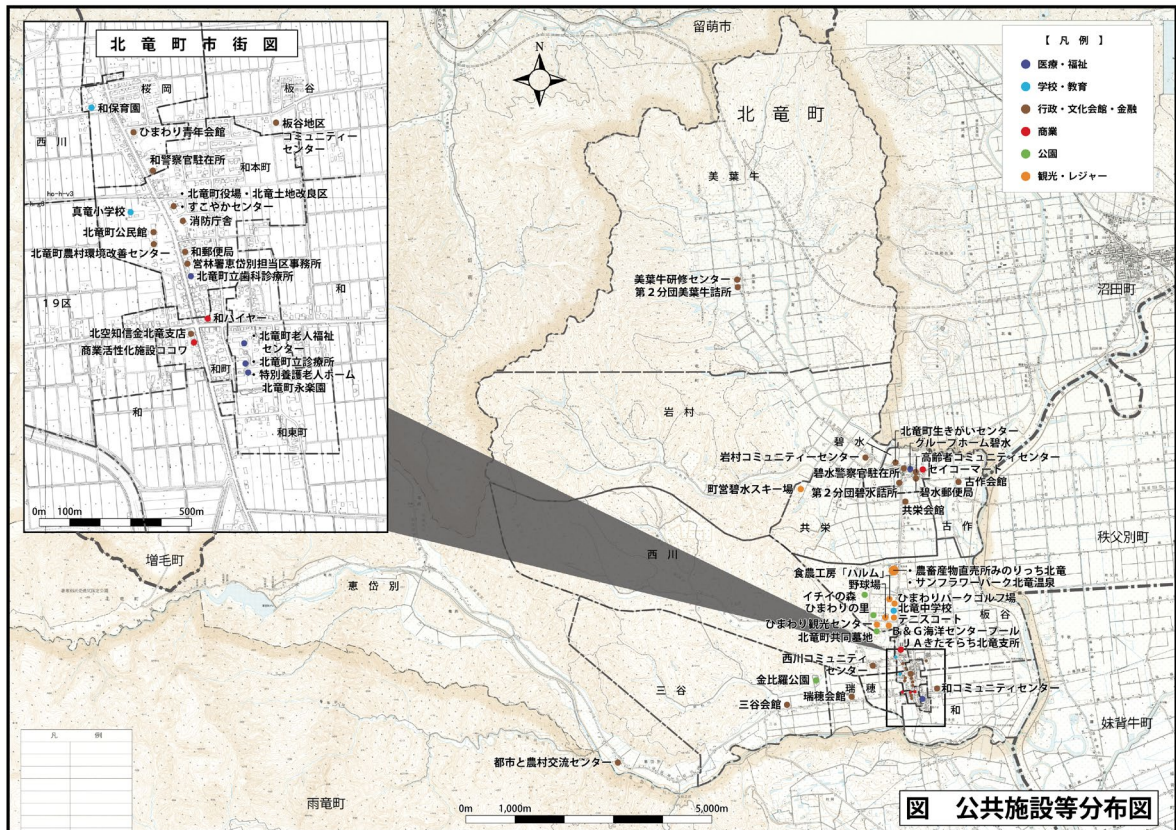 北竜町市街図
桜岡
板谷
和保育園
西川
ひまわり青年会館
板谷地区
コミュニティー
センター
和警察官駐在所
和本町
ho-h-v3
・北竜町役場・北竜土地改良区
・すこやかセンター
真竜小学校
消防庁舎
北竜町公民館
北竜町農村環境改善センター
和郵便局
営林署恵岱別担当区事務所
北竜町立歯科診療所
19区
和
和ハイヤー
北空知信金北竜支店
商業活性化施設ココワ
・北竜町老人福祉
センター
・北竜町立診療所
・特別養護老人ホーム
北竜町永楽園
和町
和
和東町
0m 100m 500m
N
留萌市
【凡例】
医療・福祉
学校・教育
行政・文化会館・金融
商業
公園
観光・レジャー
北竜町
美葉牛
美葉牛研修センター
第2分団美葉牛詰所
沼田町
岩村
碧水
北竜町生きがいセンター
グループホーム碧水
岩村コミュニティーセンター
高齢者コミュニティセンター
碧水警察官駐在所
セイコーマート
町営碧水スキー場
第2分団碧水詰所
碧水郵便局
古作会館
共栄会館
共栄
古作
秩父別町
増毛町
恵岱別
西川
食農工房「パルム」
・農畜産物直売所みのりっち北竜
・サンフラワーパーク北竜温泉
野球場
イチイの森
ひまわりパークゴルフ場
ひまわりの里
北竜中学校
板谷
テニスコート
ひまわり観光センター
B&G海洋センタープール
北竜町共同墓地
JAきたそらち北竜支所
西川コミュニティ
センター
金比羅公園
三谷
瑞穂
和コミュニティセンター
瑞穂会館
三谷会館
和
妹背牛町
都市と農村交流センター
凡例
雨竜町
0m 1,000m 5,000m
図 公共施設等分布図